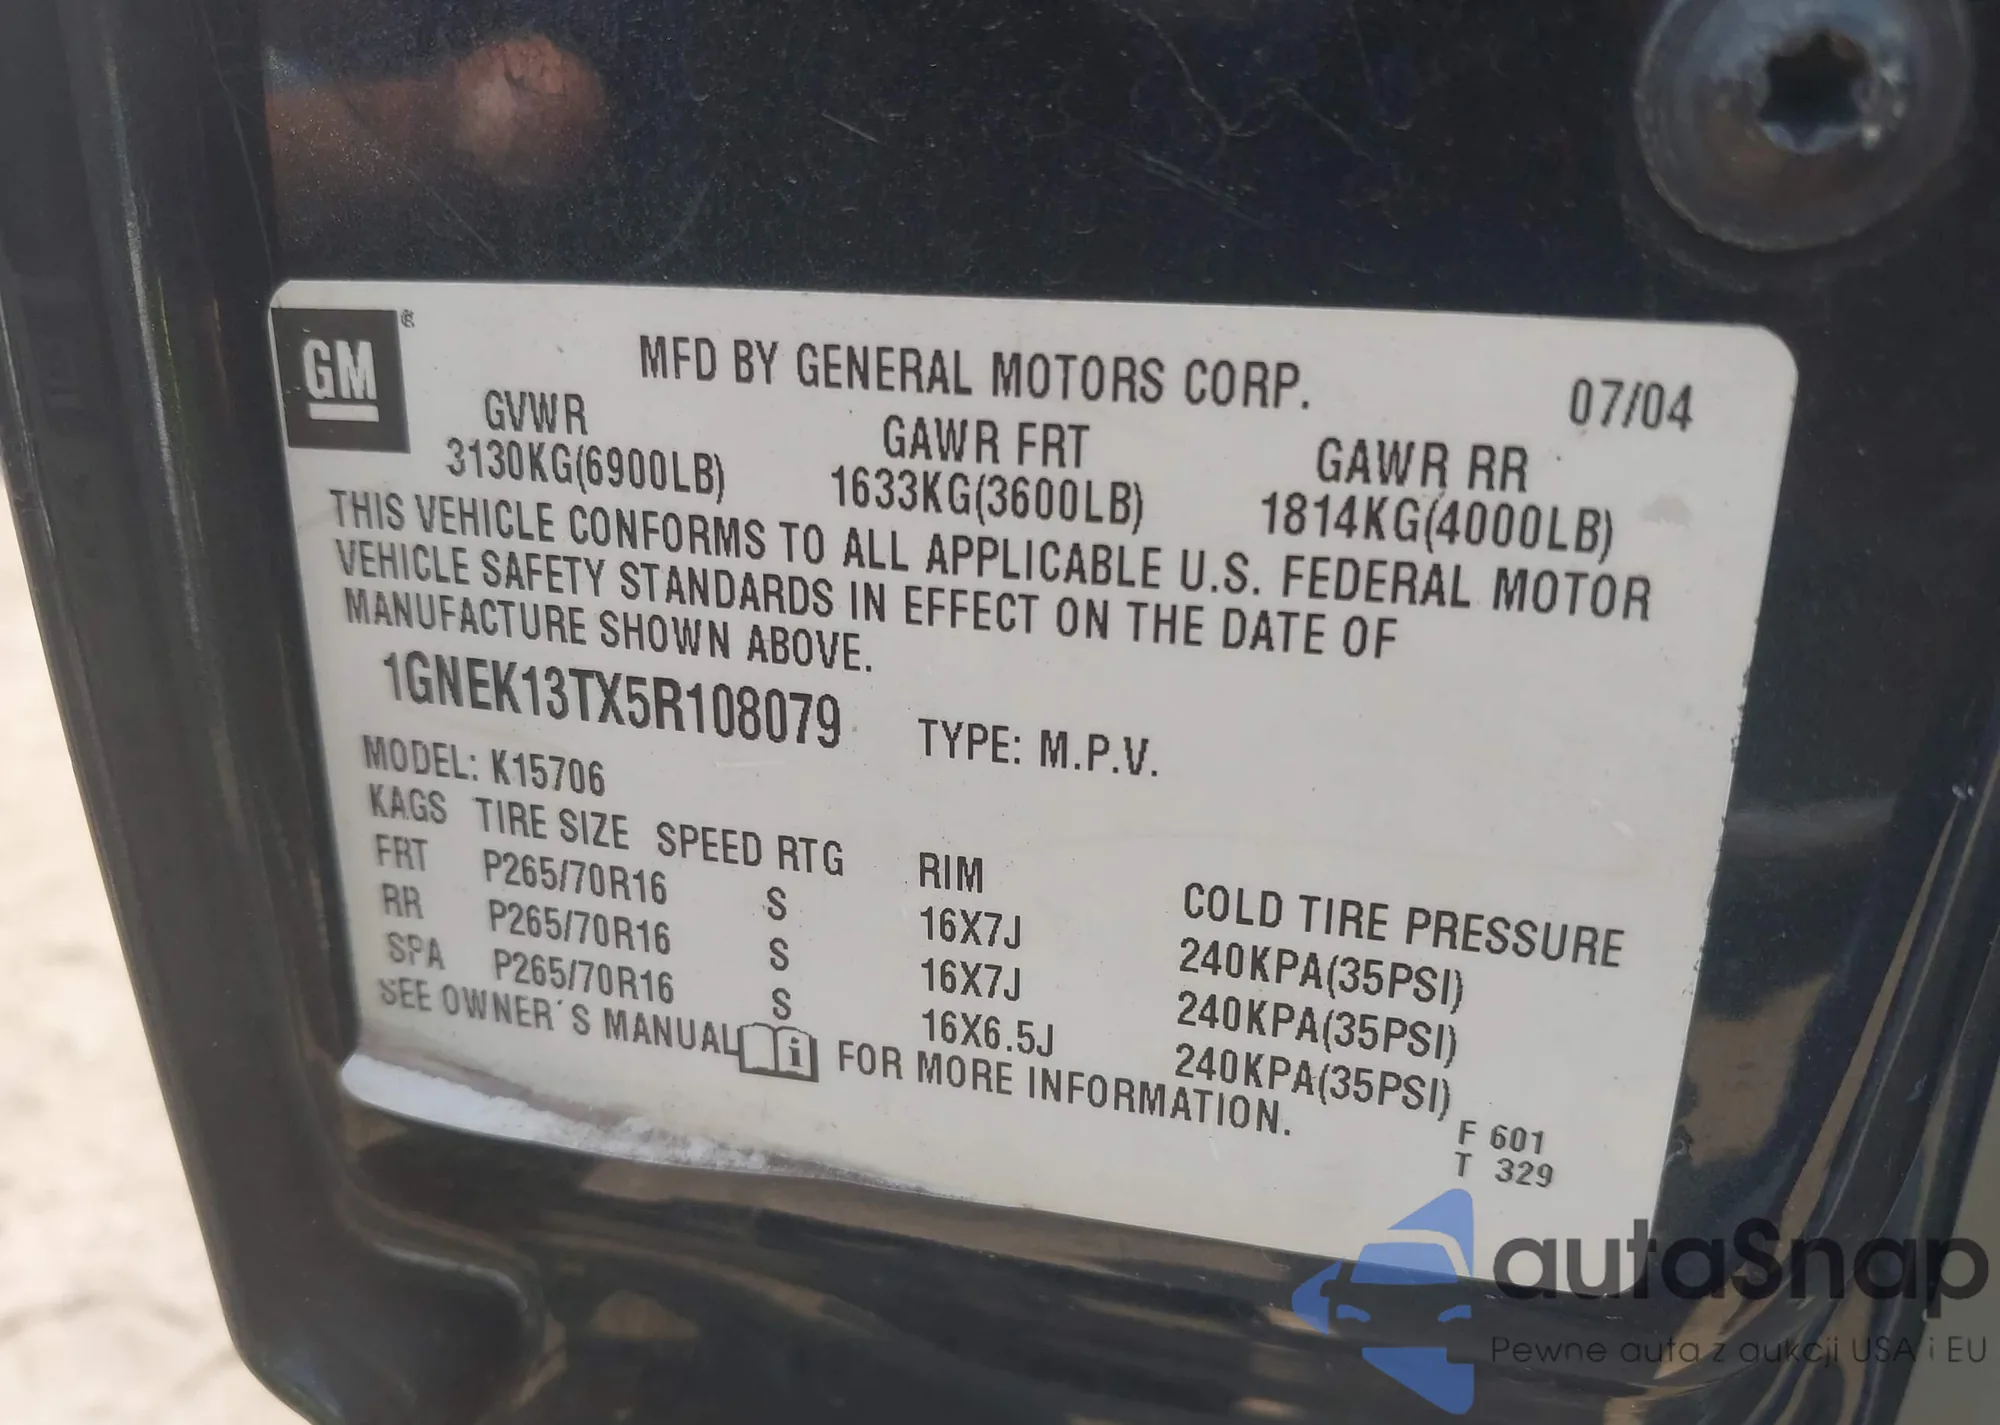 GM
MFD BY GENERAL MOTORS CORP. 07/04
GVWR GAWR FRT GAWR RR
3130KG(6900LB) 1633KG(3600LB) 1814KG(4000LB)
THIS VEHICLE CONFORMS TO ALL APPLICABLE U.S. FEDERAL MOTOR
VEHICLE SAFETY STANDARDS IN EFFECT ON THE DATE OF
MANUFACTURE SHOWN ABOVE.
1GNEK13TX5R108079 TYPE: M.P.V.
MODEL: K15706
KAGS TIRE SIZE SPEED RTG RIM COLD TIRE PRESSURE
FRT P265/70R16 S 16X7J 240KPA(35PSI)
RR P265/70R16 S 16X7J 240KPA(35PSI)
SPA P265/70R16 S 16X6.5J 240KPA(35PSI)
SEE OWNER´S MANUAL i FOR MORE INFORMATION.
F 601
T 329
autaSnap
Pewne auta z aukcji USA i EU